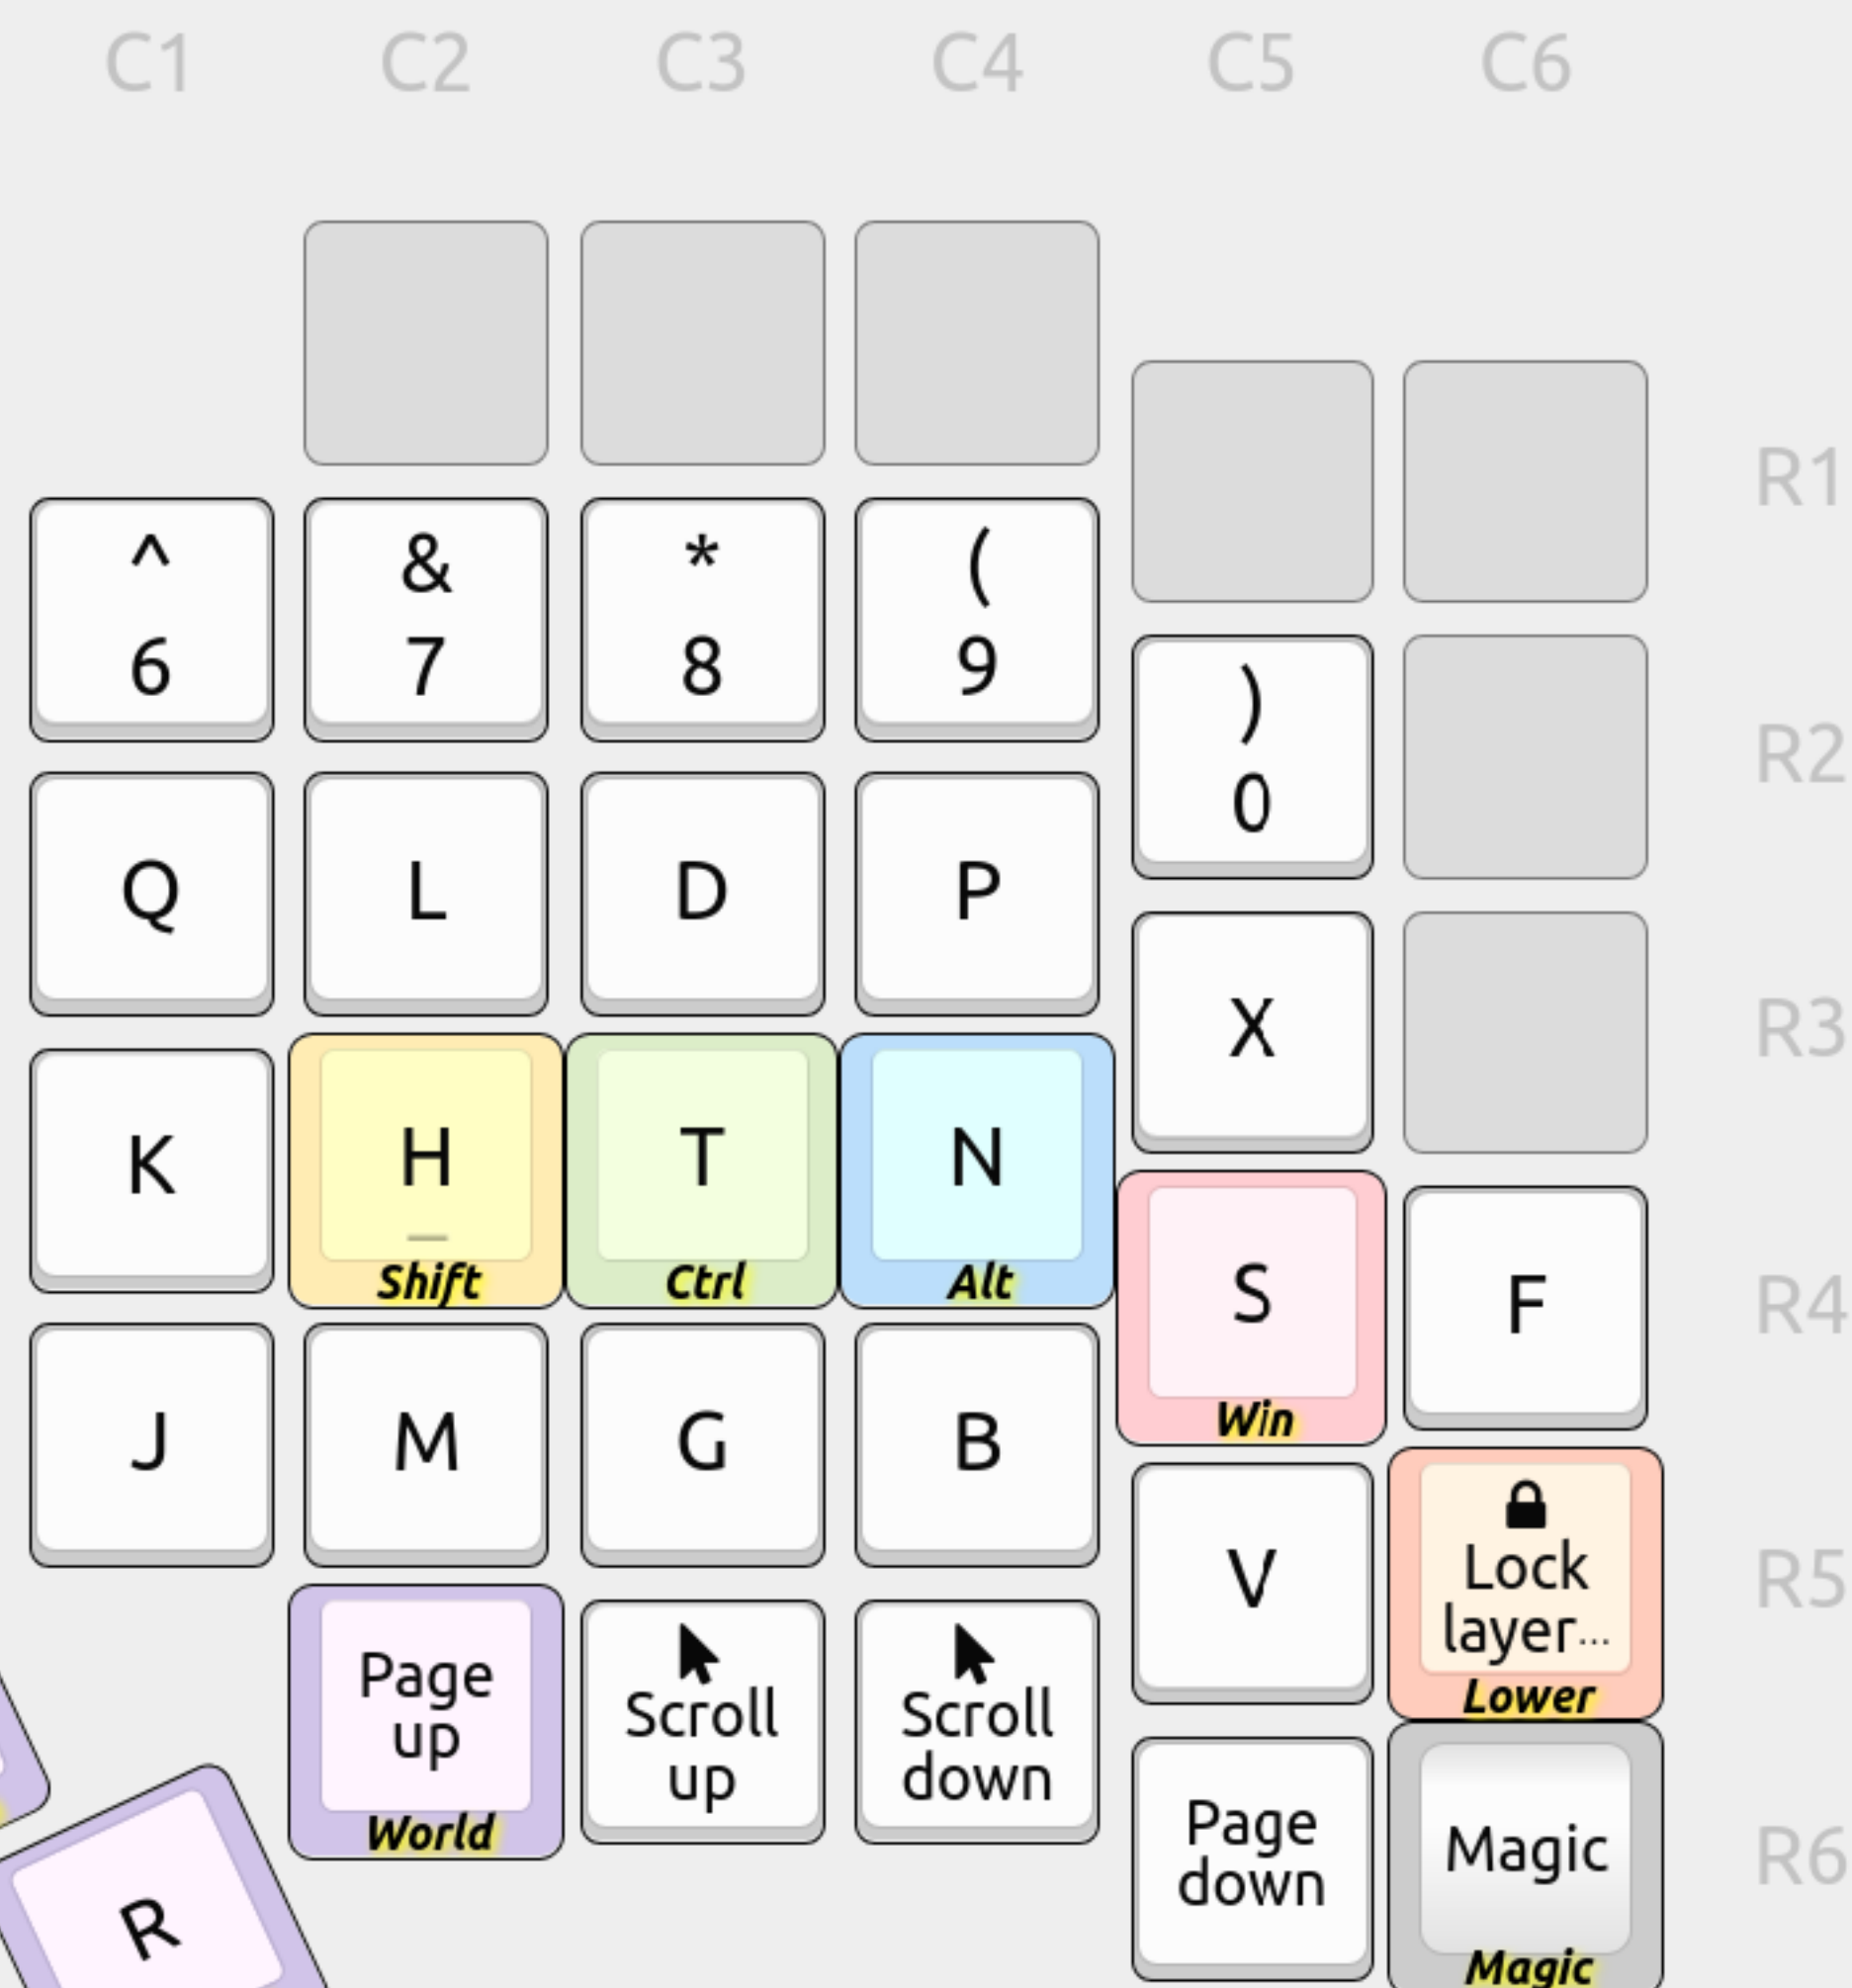 C1 C2 C3 C4 C5 C6
R1
^ & * (
6 7 8 9
)
0
R2
Q L D P
X
R3
K H T N
_
Shift Ctrl Alt
S F
Win
R4
J M G B
V
Lock
layer...
Lower
R5
Page
up
World
Scroll
up
Scroll
down
Page
down
Magic
Magic
R6
R